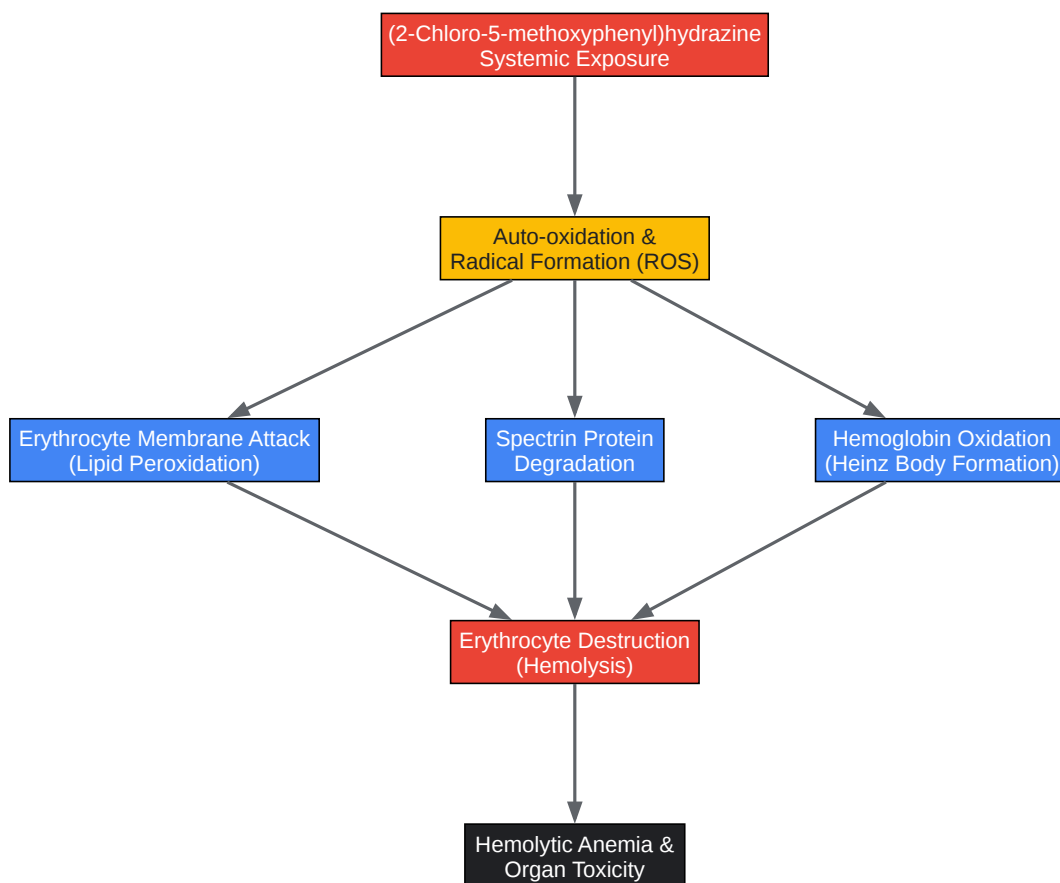 (2-Chloro-5-methoxyphenyl)hydrazine
Systemic Exposure
Auto-oxidation &
Radical Formation (ROS)
Erythrocyte Membrane Attack
(Lipid Peroxidation)
Spectrin Protein
Degradation
Hemoglobin Oxidation
(Heinz Body Formation)
Erythrocyte Destruction
(Hemolysis)
Hemolytic Anemia &
Organ Toxicity